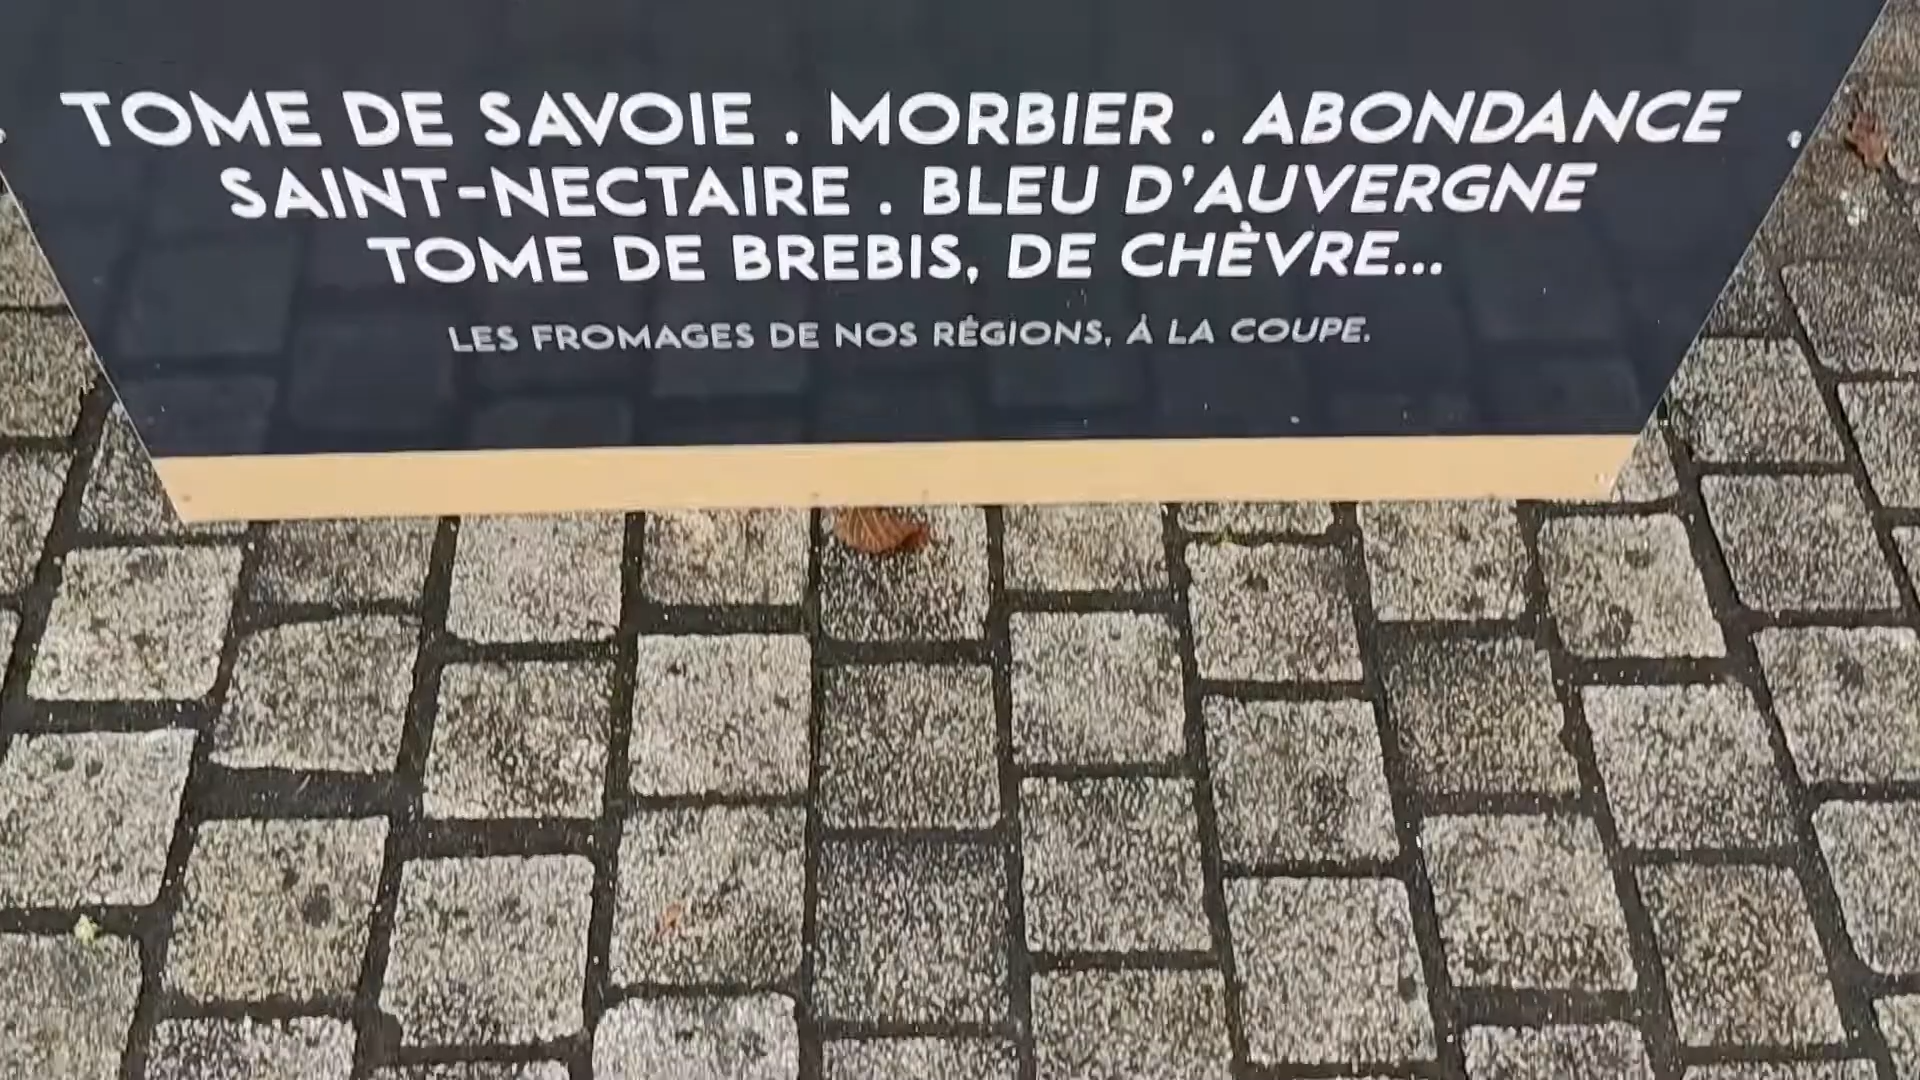 . TOME DE SAVOIE . MORBIER . ABONDANCE .
SAINT-NECTAIRE . BLEU D'AUVERGNE
TOME DE BREBIS, DE CHÈVRE...
LES FROMAGES DE NOS RÉGIONS, À LA COUPE.